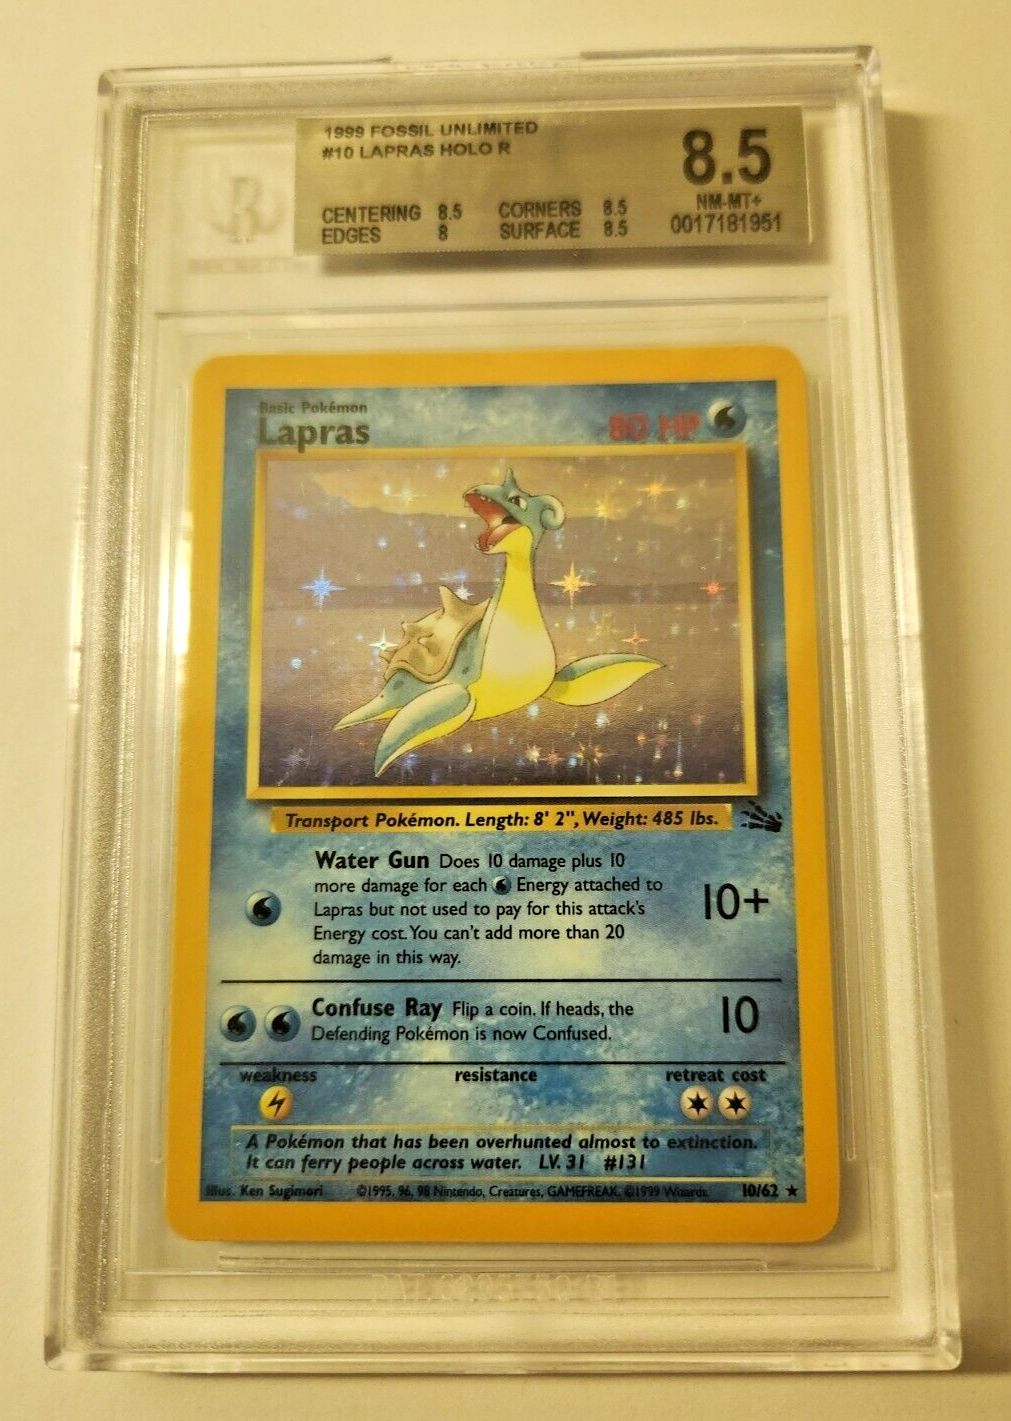 1999 FOSSIL UNLIMITED
#10 LAPRAS HOLO R
8.5
NM-MT+
0017181951
CENTERING 8.5 CORNERS 8.5
EDGES 8 SURFACE 8.5
Basic Pokémon
Lapras 80 HP
Transport Pokémon. Length: 8' 2", Weight: 485 lbs.
Water Gun Does 10 damage plus 10
more damage for each Energy attached to
Lapras but not used to pay for this attack's
Energy cost. You can't add more than 20
damage in this way.
10+
Confuse Ray Flip a coin. If heads, the
Defending Pokémon is now Confused.
10
weakness resistance retreat cost
A Pokémon that has been overhunted almost to extinction.
It can ferry people across water. LV. 31 #131
Illus. Ken Sugimori ©1995, 96, 98 Nintendo, Creatures, GAMEFREAK. ©1999 Wizards. 10/62 ★